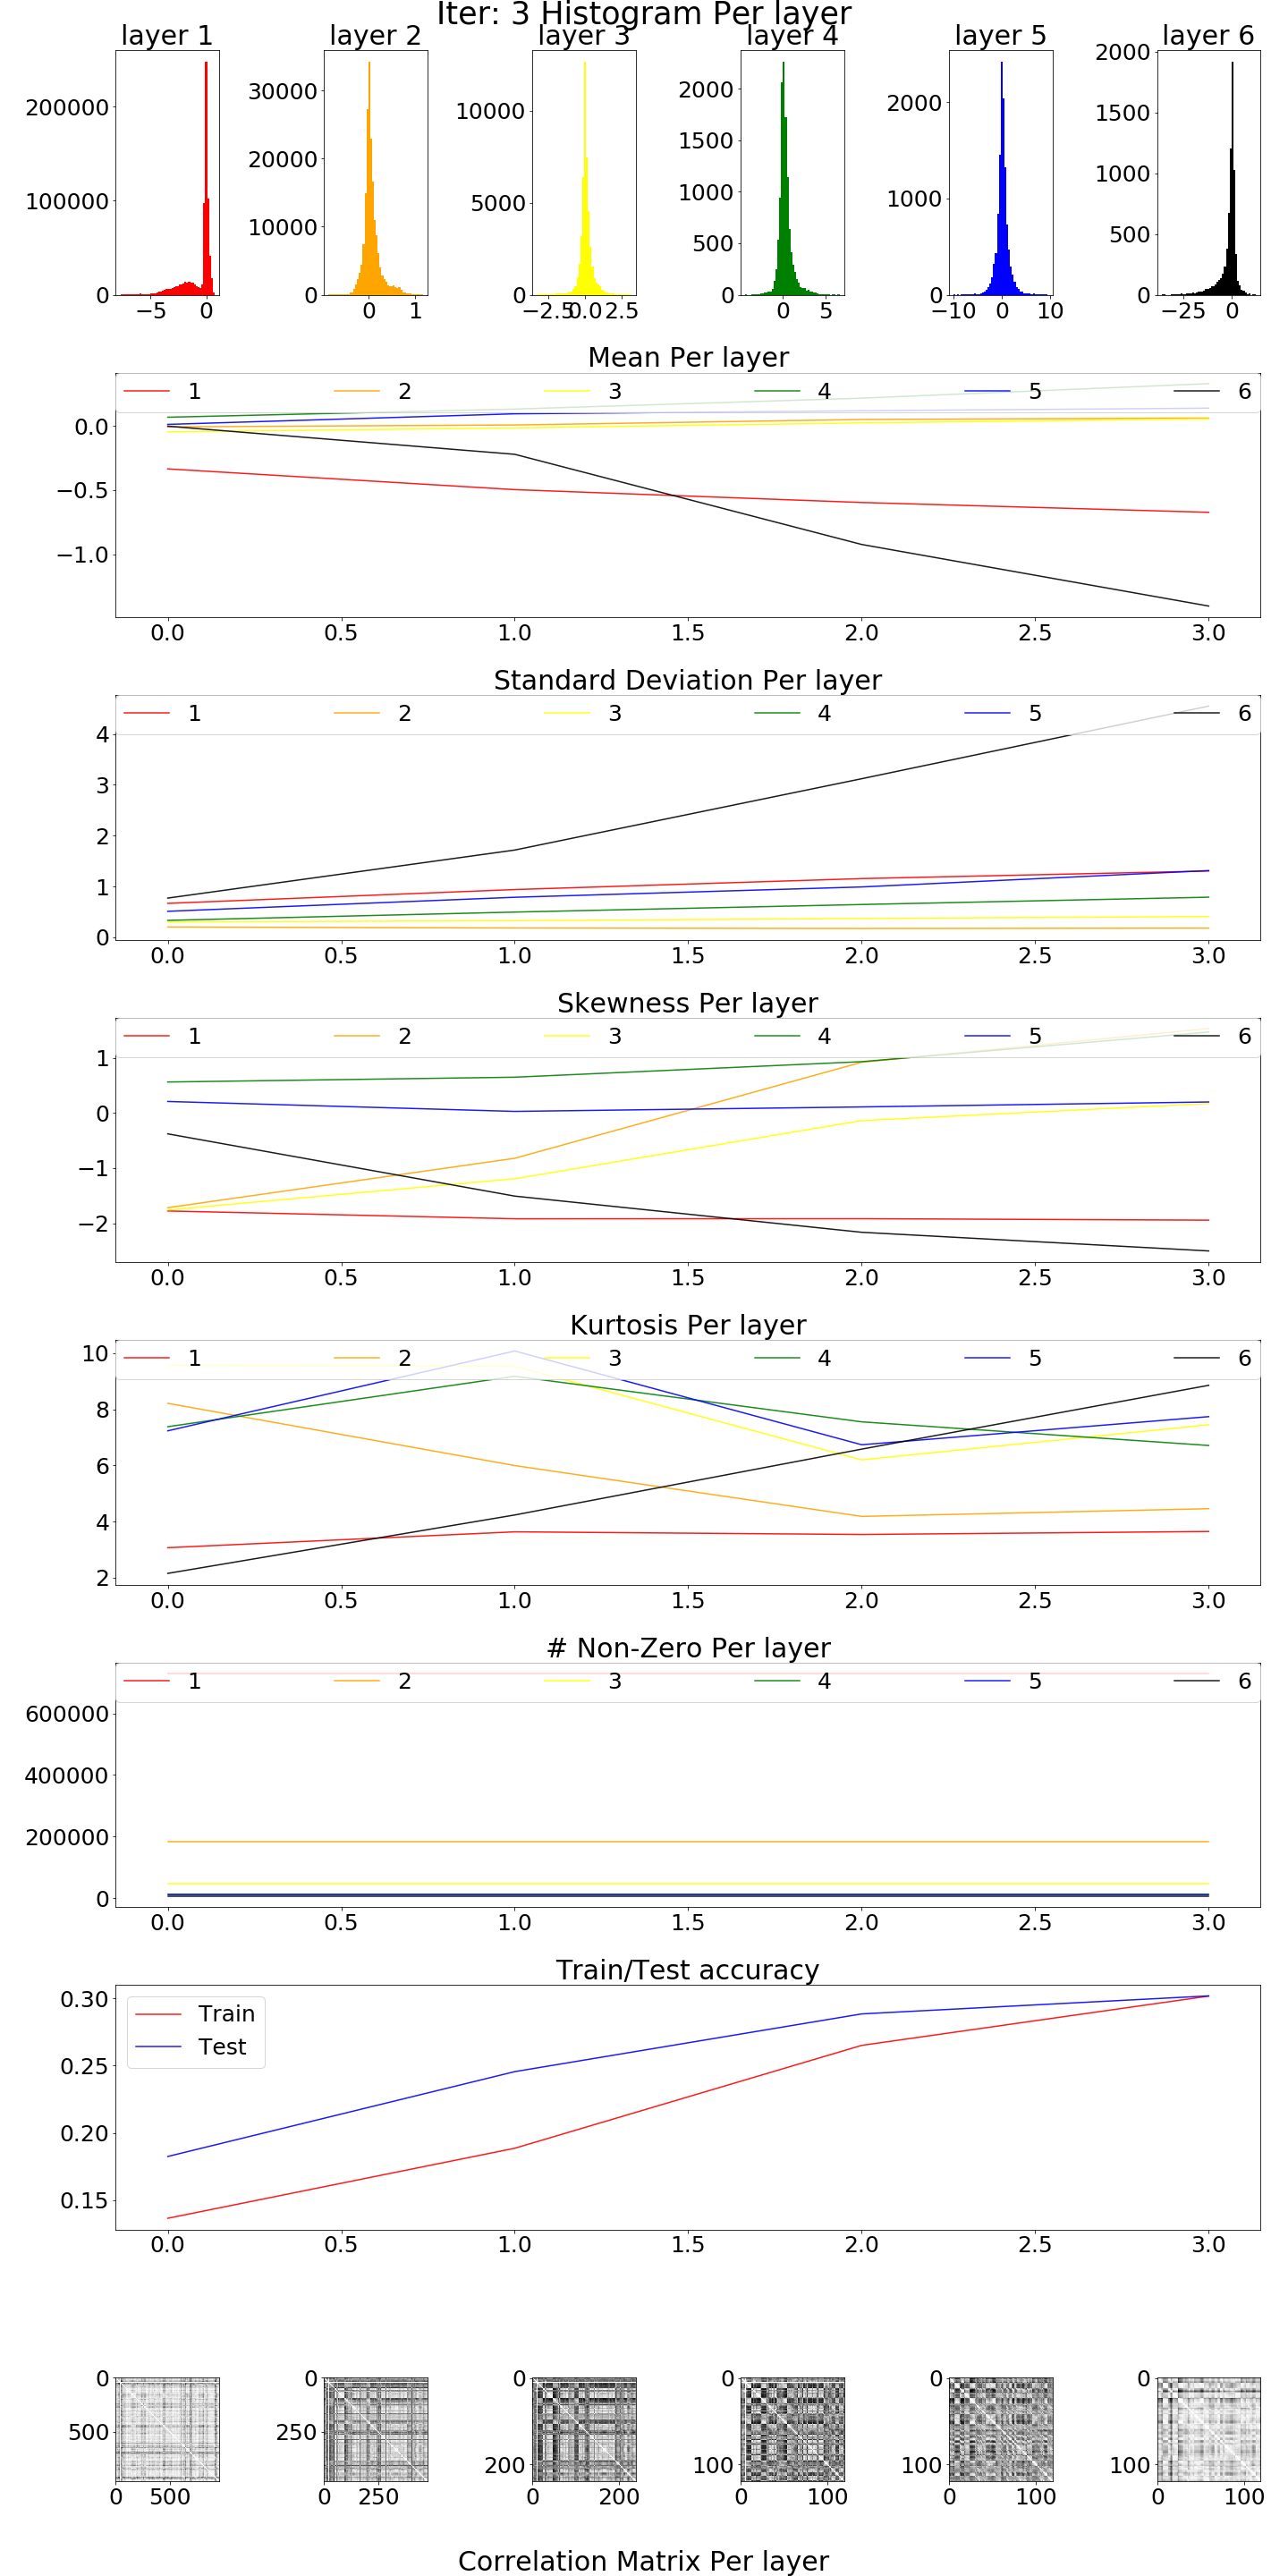 Iter: 3 Histogram Per layer
layer 1 layer 2 layer 3 layer 4 layer 5 layer 6
200000 100000 0 −5 0
30000 20000 10000 0 0 1
10000 5000 0 −2.5 0.0 2.5
2000 1500 1000 500 0 0 5
2000 1000 0 −10 0 10
2000 1500 1000 500 0 −25 0
Mean Per layer
1 2 3 4 5 6
0.0
−0.5
−1.0
0.0 0.5 1.0 1.5 2.0 2.5 3.0
Standard Deviation Per layer
1 2 3 4 5 6
4
3
2
1
0
0.0 0.5 1.0 1.5 2.0 2.5 3.0
Skewness Per layer
1 2 3 4 5 6
1
0
−1
−2
0.0 0.5 1.0 1.5 2.0 2.5 3.0
Kurtosis Per layer
10
1 2 3 4 5 6
8
6
4
2
0.0 0.5 1.0 1.5 2.0 2.5 3.0
# Non-Zero Per layer
1 2 3 4 5 6
600000
400000
200000
0
0.0 0.5 1.0 1.5 2.0 2.5 3.0
Train/Test accuracy
0.30
Train
Test
0.25
0.20
0.15
0.0 0.5 1.0 1.5 2.0 2.5 3.0
0 500 0 500
0 250 0 250
0 200 0 200
0 100 0 100
0 100 0 100
0 100 0 100
Correlation Matrix Per layer